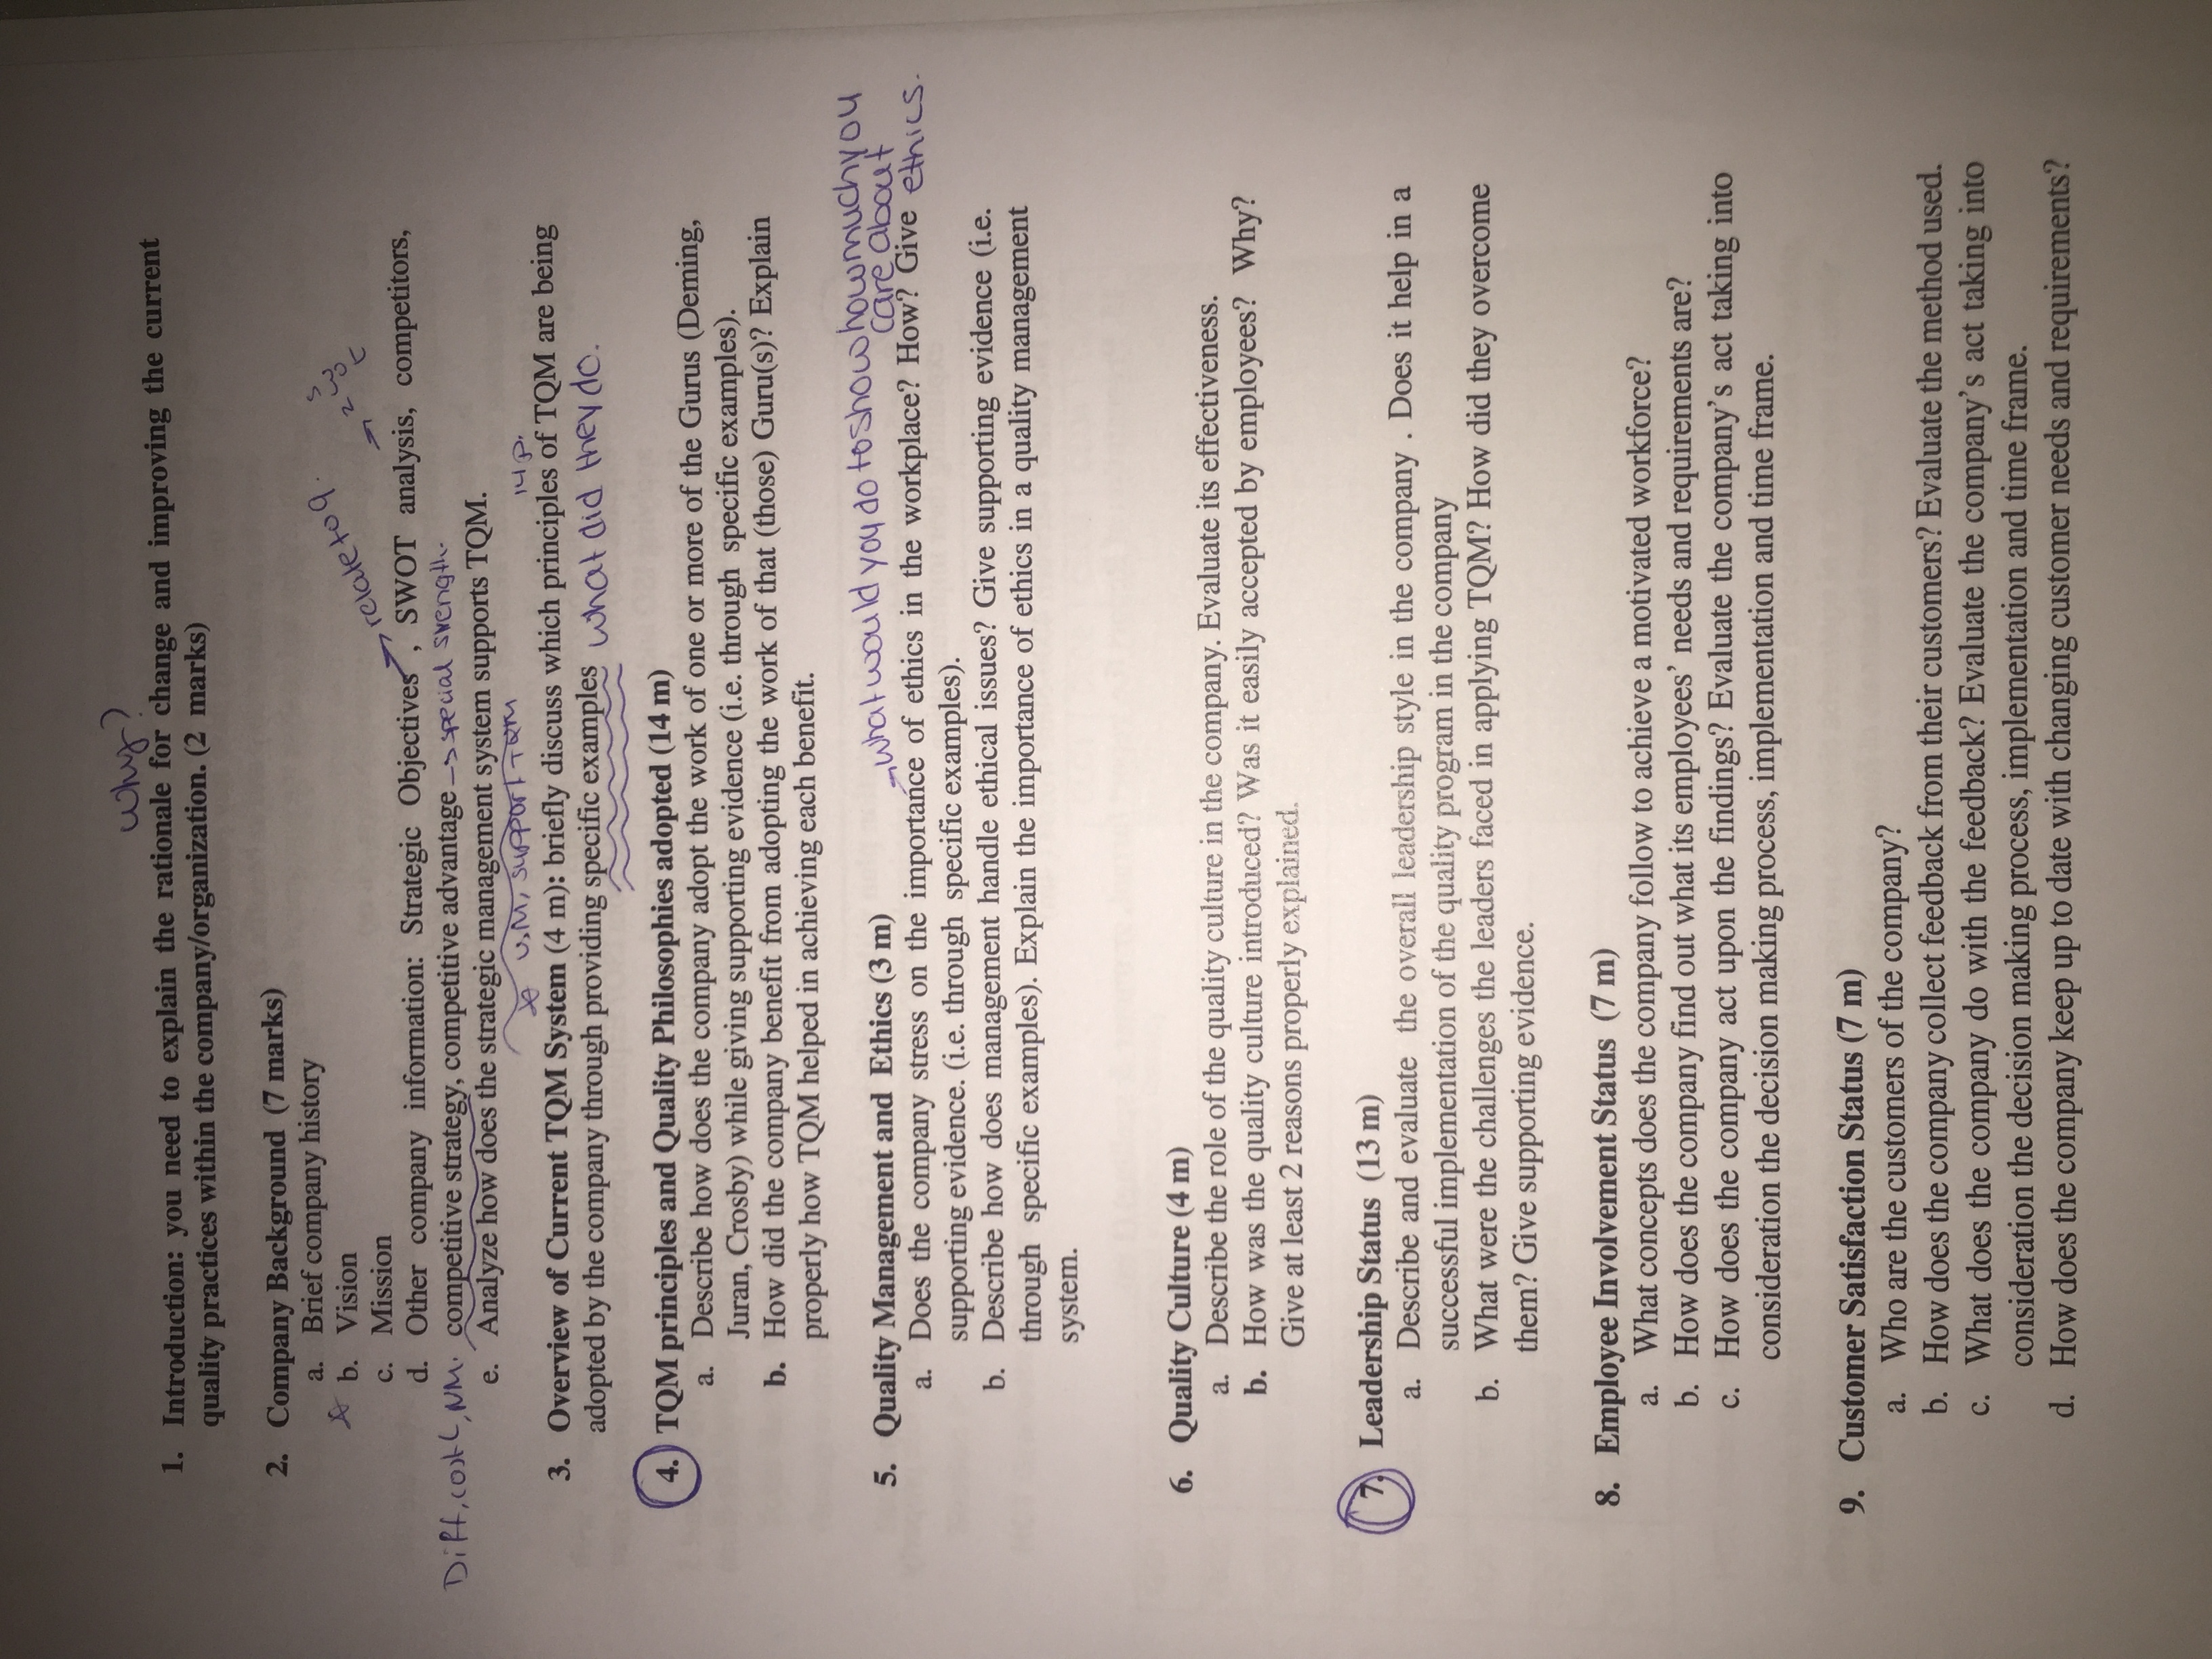 why?
1. Introduction: you need to explain the rationale for change and improving the current
quality practices within the company/organization. (2 marks)
2. Company Background (7 marks)
a. Brief company history
b. Vision
relate to q.
2 SWOT
c. Mission
d. Other company information: Strategic Objectives , SWOT analysis, competitors,
Diff, cost L, NM. competitive strategy, competitive advantage → special strength.
e. Analyze how does the strategic management system supports TQM.
V, M, support TQM
14 p.
3. Overview of Current TQM System (4 m): briefly discuss which principles of TQM are being
adopted by the company through providing specific examples what did they do.
4. TQM principles and Quality Philosophies adopted (14 m)
a. Describe how does the company adopt the work of one or more of the Gurus (Deming,
Juran, Crosby) while giving supporting evidence (i.e. through specific examples).
b. How did the company benefit from adopting the work of that (those) Guru(s)? Explain
properly how TQM helped in achieving each benefit.
what would you do to show how much you
care about
ethics.
5. Quality Management and Ethics (3 m)
a. Does the company stress on the importance of ethics in the workplace? How? Give
supporting evidence. (i.e. through specific examples).
b. Describe how does management handle ethical issues? Give supporting evidence (i.e.
through specific examples). Explain the importance of ethics in a quality management
system.
6. Quality Culture (4 m)
a. Describe the role of the quality culture in the company. Evaluate its effectiveness.
b. How was the quality culture introduced? Was it easily accepted by employees? Why?
Give at least 2 reasons properly explained.
7. Leadership Status (13 m)
a. Describe and evaluate the overall leadership style in the company . Does it help in a
successful implementation of the quality program in the company
b. What were the challenges the leaders faced in applying TQM? How did they overcome
them? Give supporting evidence.
8. Employee Involvement Status (7 m)
a. What concepts does the company follow to achieve a motivated workforce?
b. How does the company find out what its employees' needs and requirements are?
c. How does the company act upon the findings? Evaluate the company's act taking into
consideration the decision making process, implementation and time frame.
9. Customer Satisfaction Status (7 m)
a. Who are the customers of the company?
b. How does the company collect feedback from their customers? Evaluate the method used.
c. What does the company do with the feedback? Evaluate the company's act taking into
consideration the decision making process, implementation and time frame.
d. How does the company keep up to date with changing customer needs and requirements?